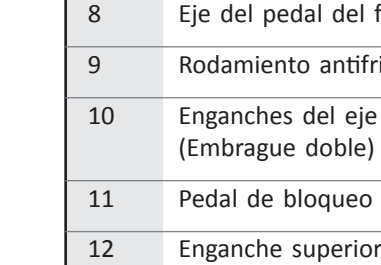 8 Eje del pedal del
9 Rodamiento
10 Enganches del eje
(Embrague doble)
11 Pedal de bloqueo
12 Enganche superior